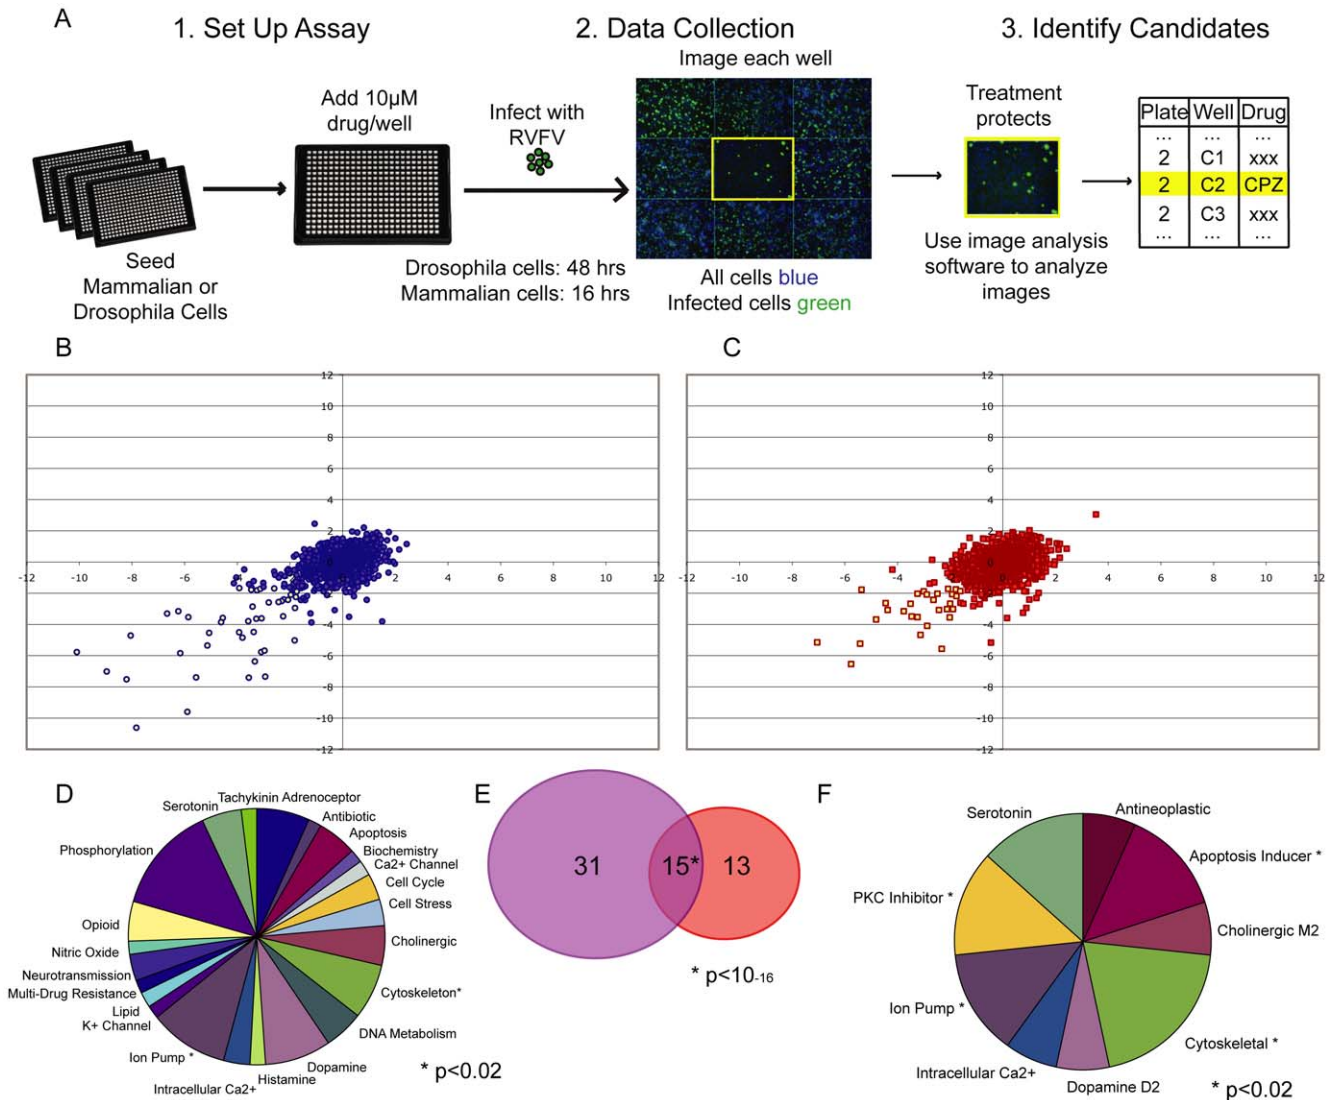 A
1. Set Up Assay
2. Data Collection
3. Identify Candidates
Seed
Mammalian or
Drosophila Cells
Add 10μM
drug/well
Infect with
RVFV
Drosophila cells: 48 hrs
Mammalian cells: 16 hrs
Image each well
All cells blue
Infected cells green
Treatment
protects
Use image analysis
software to analyze
images
Plate Well Drug
... ... ...
2 C1 xxx
2 C2 CPZ
2 C3 xxx
... ... ...
B
12
10
8
6
4
2
0
-12 -10 -8 -6 -4 -2 0 2 4 6 8 10 12
-2
-4
-6
-8
-10
-12
C
12
10
8
6
4
2
0
-12 -10 -8 -6 -4 -2 0 2 4 6 8 10 12
-2
-4
-6
-8
-10
-12
D
Tachykinin
Adrenoceptor
Antibiotic
Apoptosis
Biochemistry
Ca2+ Channel
Cell Cycle
Cell Stress
Cholinergic
Cytoskeleton*
DNA Metabolism
Dopamine
Histamine
Intracellular Ca2+
Ion Pump *
K+ Channel
Lipid
Multi-Drug Resistance
Neurotransmission
Nitric Oxide
Opioid
Phosphorylation
Serotonin
* p<0.02
E
31
15*
13
* p<10-16
F
Serotonin
Antineoplastic
Apoptosis Inducer *
Cholinergic M2
Cytoskeletal *
Dopamine D2
Intracellular Ca2+
Ion Pump *
PKC Inhibitor *
* p<0.02